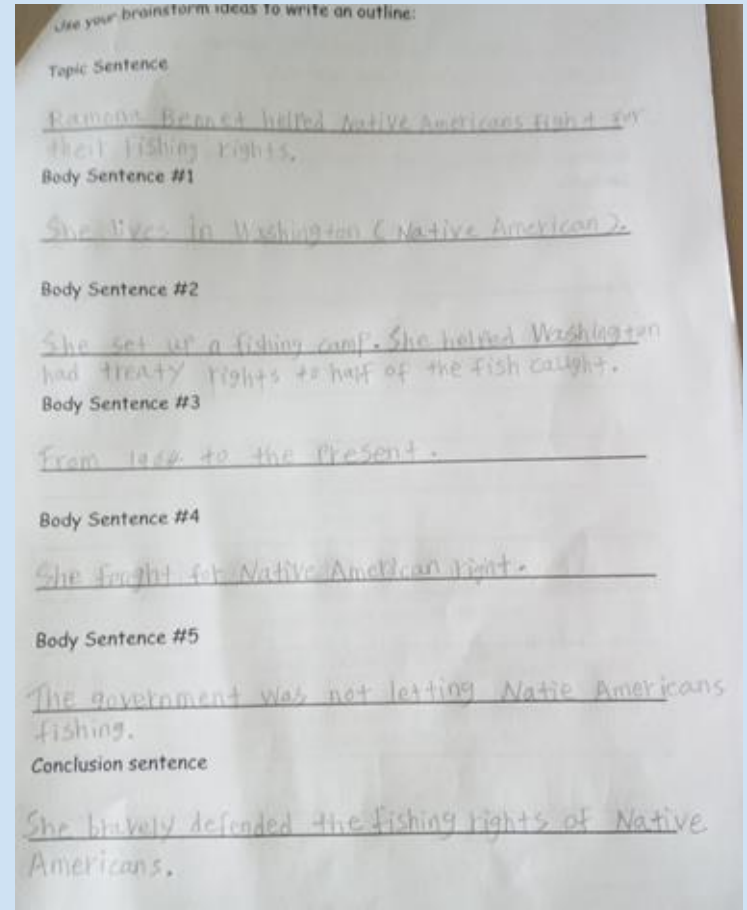 Use your brainstorm ideas to write an outline:
Topic Sentence
Ramona Bennet helped Native Americans fight for
their fishing rights.
Body Sentence #1
She lives in Washington (Native American).
Body Sentence #2
She set up a fishing camp. She helped Washington
had treaty rights to half of the fish caught.
Body Sentence #3
From 1964 to the Present.
Body Sentence #4
She fought for Native American right.
Body Sentence #5
The government was not letting Natie Americans
fishing.
Conclusion sentence
She bravely defended the fishing rights of Native
Americans.